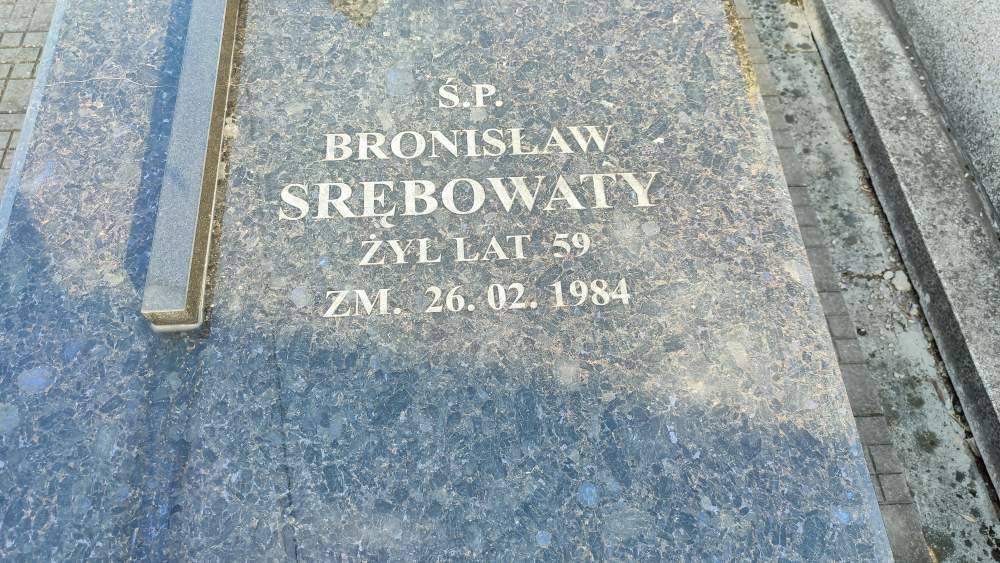 Ś.P.
BRONISŁAW
SRĘBOWATY
ŻYŁ LAT 59
ZM. 26. 02. 1984